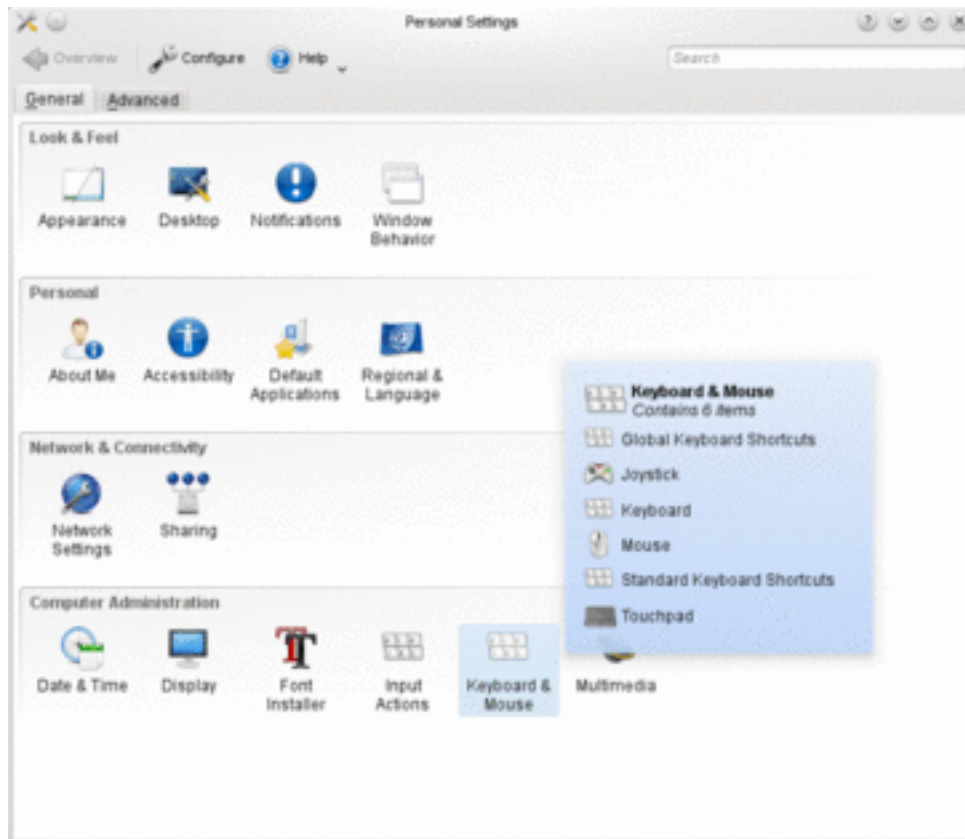 Personal Settings
Overview Configure Help
Search
General Advanced
Look & Feel
Appearance Desktop Notifications Window
Behavior
Personal
About Me Accessibility Default Regional &
Applications Language
Keyboard & Mouse
Contains 6 items
Global Keyboard Shortcuts
Joystick
Keyboard
Mouse
Standard Keyboard Shortcuts
Touchpad
Network & Connectivity
Network Sharing
Settings
Computer Administration
Date & Time Display Font Input Keyboard & Multimedia
Installer Actions Mouse